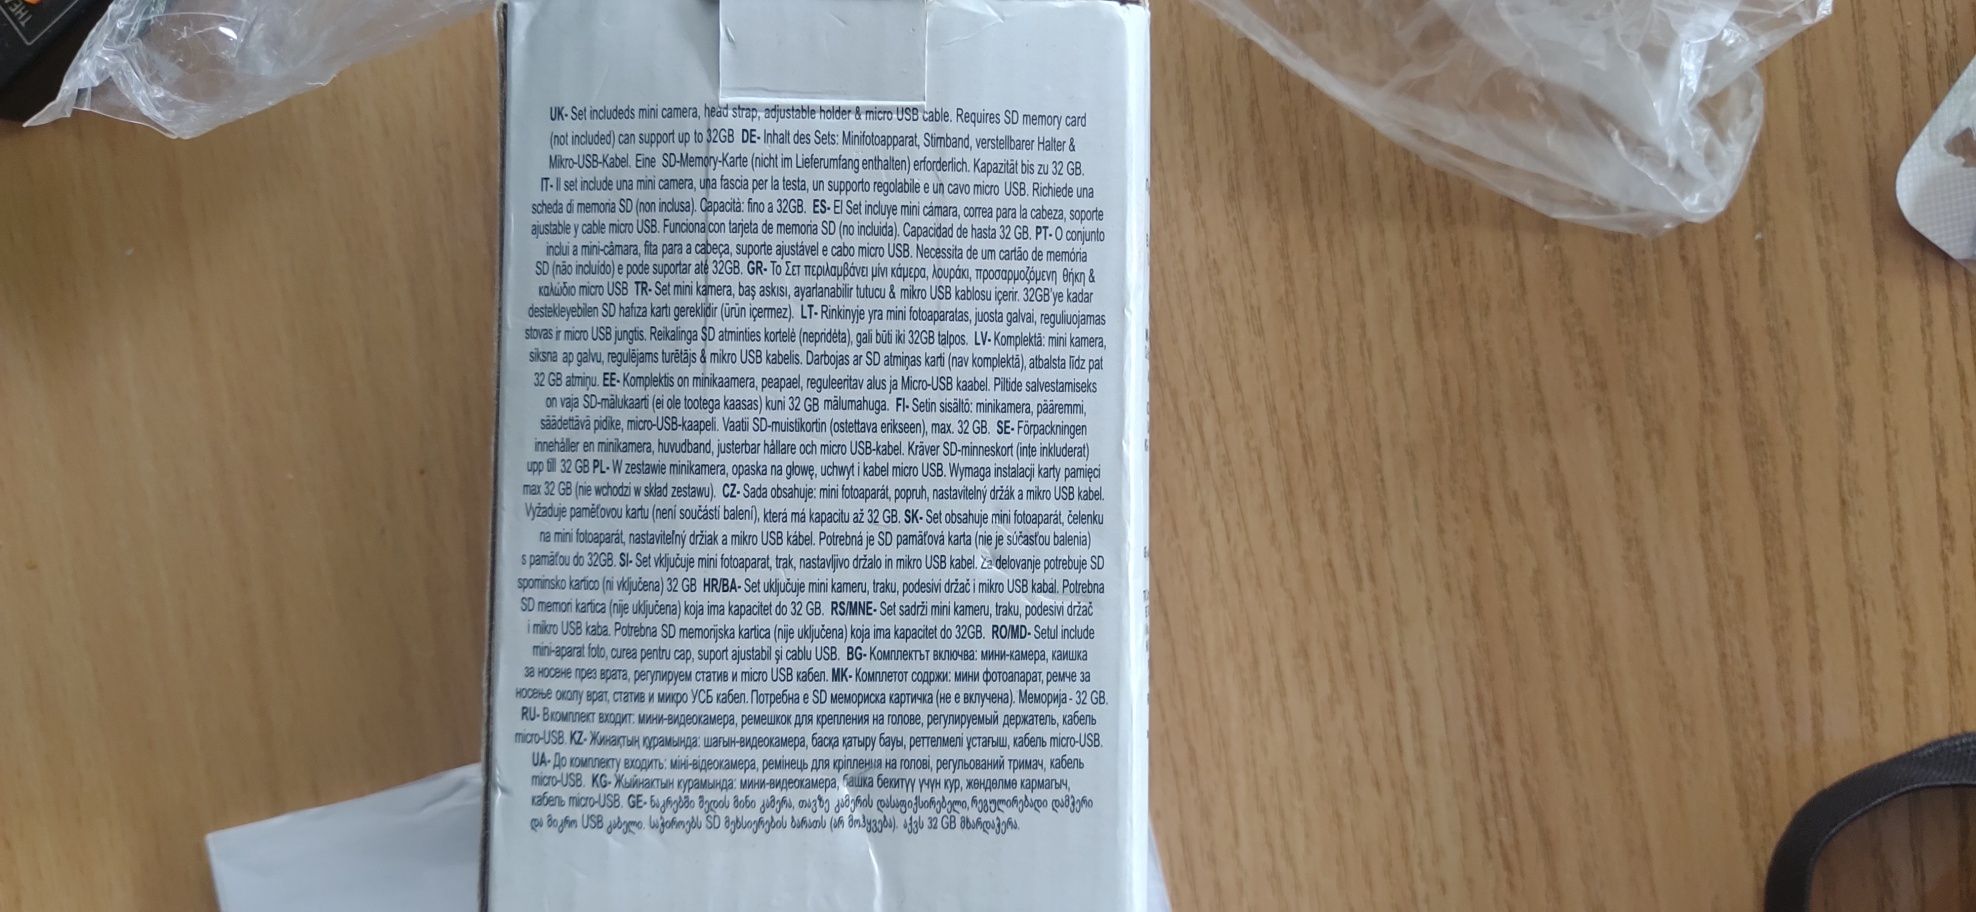 THE
UK- Set includeds mini camera, head strap, adjustable holder & micro USB cable. Requires SD memory card
(not included) can support up to 32GB DE- Inhalt des Sets: Minifotoapparat, Stirnband, verstellbarer Halter &
Mikro-USB-Kabel. Eine SD-Memory-Karte (nicht im Lieferumfang enthalten) erforderlich. Kapazität bis zu 32 GB.
IT- Il set include una mini camera, una fascia per la testa, un supporto regolabile e un cavo micro USB. Richiede una
scheda di memoria SD (non inclusa). Capacità: fino a 32GB. ES- El Set incluye mini cámara, correa para la cabeza, soporte
ajustable y cable micro USB. Funciona con tarjeta de memoria SD (no incluida). Capacidad de hasta 32 GB. PT- O conjunto
inclui a mini-câmara, fita para a cabeça, suporte ajustável e cabo micro USB. Necessita de um cartão de memória
SD (não incluído) e pode suportar até 32GB. GR- Το Σετ περιλαμβάνει μίνι κάμερα, λουράκι, προσαρμοζόμενη θήκη &
καλώδιο micro USB TR- Set mini kamera, baş askısı, ayarlanabilir tutucu & mikro USB kablosu içerir. 32GB'ye kadar
destekleyebilen SD hafıza kartı gereklidir (ürün içermez). LT- Rinkinyje yra mini fotoaparatas, juosta galvai, reguliuojamas
stovas ir micro USB jungtis. Reikalinga SD atminties kortelė (nepridėta), gali būti iki 32GB talpos. LV- Komplektā: mini kamera,
siksna ap galvu, regulējams turētājs & mikro USB kabelis. Darbojas ar SD atmiņas karti (nav komplektā), atbalsta līdz pat
32 GB atmiņu. EE- Komplektis on minikaamera, peapael, reguleeritav alus ja Micro-USB kaabel. Piltide salvestamiseks
on vaja SD-mälukaarti (ei ole tootega kaasas) kuni 32 GB mälumahuga. FI- Setin sisältö: minikamera, pääremmi,
säädettävä pidike, micro-USB-kaapeli. Vaatii SD-muistikortin (ostettava erikseen), max. 32 GB. SE- Förpackningen
innehåller en minikamera, huvudband, justerbar hållare och micro USB-kabel. Kräver SD-minneskort (inte inkluderat)
upp till 32 GB PL- W zestawie minikamera, opaska na głowę, uchwyt i kabel micro USB. Wymaga instalacji karty pamięci
max 32 GB (nie wchodzi w skład zestawu). CZ- Sada obsahuje: mini fotoaparát, popruh, nastavitelný držák a mikro USB kabel.
Vyžaduje paměťovou kartu (není součástí balení), která má kapacitu až 32 GB. SK- Set obsahuje mini fotoaparát, čelenku
na mini fotoaparát, nastaviteľný držiak a mikro USB kábel. Potrebná je SD pamäťová karta (nie je súčasťou balenia)
s pamäťou do 32GB. SI- Set vključuje mini fotoaparat, trak, nastavljivo držalo in mikro USB kabel. Za delovanje potrebuje SD
spominsko kartico (ni vključena) 32 GB HR/BA- Set uključuje mini kameru, traku, podesivi držač i mikro USB kabal. Potrebna
SD memori kartica (nije uključena) koja ima kapacitet do 32 GB. RS/MNE- Set sadrži mini kameru, traku, podesivi držač
i mikro USB kaba. Potrebna SD memorijska kartica (nije uključena) koja ima kapacitet do 32GB. RO/MD- Setul include
mini-aparat foto, curea pentru cap, suport ajustabil şi cablu USB. BG- Комплектът включва: мини-камера, каишка
за носене през врата, регулируем статив и micro USB кабел. MK- Комплетот содржи: мини фотоапарат, ремче за
носење околу врат, статив и микро УСБ кабел. Потребна е SD мемориска картичка (не е вклучена). Меморија - 32 GB.
RU- В комплект входит: мини-видеокамера, ремешок для крепления на голове, регулируемый держатель, кабель
micro-USB. KZ- Жинақтың құрамында: шағын-видеокамера, басқа қатыру бауы, реттелмелі ұстағыш, кабель micro-USB.
UA- До комплекту входить: міні-відеокамера, ремінець для кріплення на голові, регульований тримач, кабель
micro-USB. KG- Жыйнактын курамында: мини-видеокамера, башка бекитүү үчүн кур, жөндөлмө кармагыч,
кабель micro-USB. GE- ნაკრებში შედის მინი კამერა, თავზე კამერის დასაფიქსირებელი, რეგულირებადი დამჭერი
და მიკრო USB კაბელი. საჭიროებს SD მეხსიერების ბარათს (არ მოჰყვება). აქვს 32 GB მხარდაჭერა.